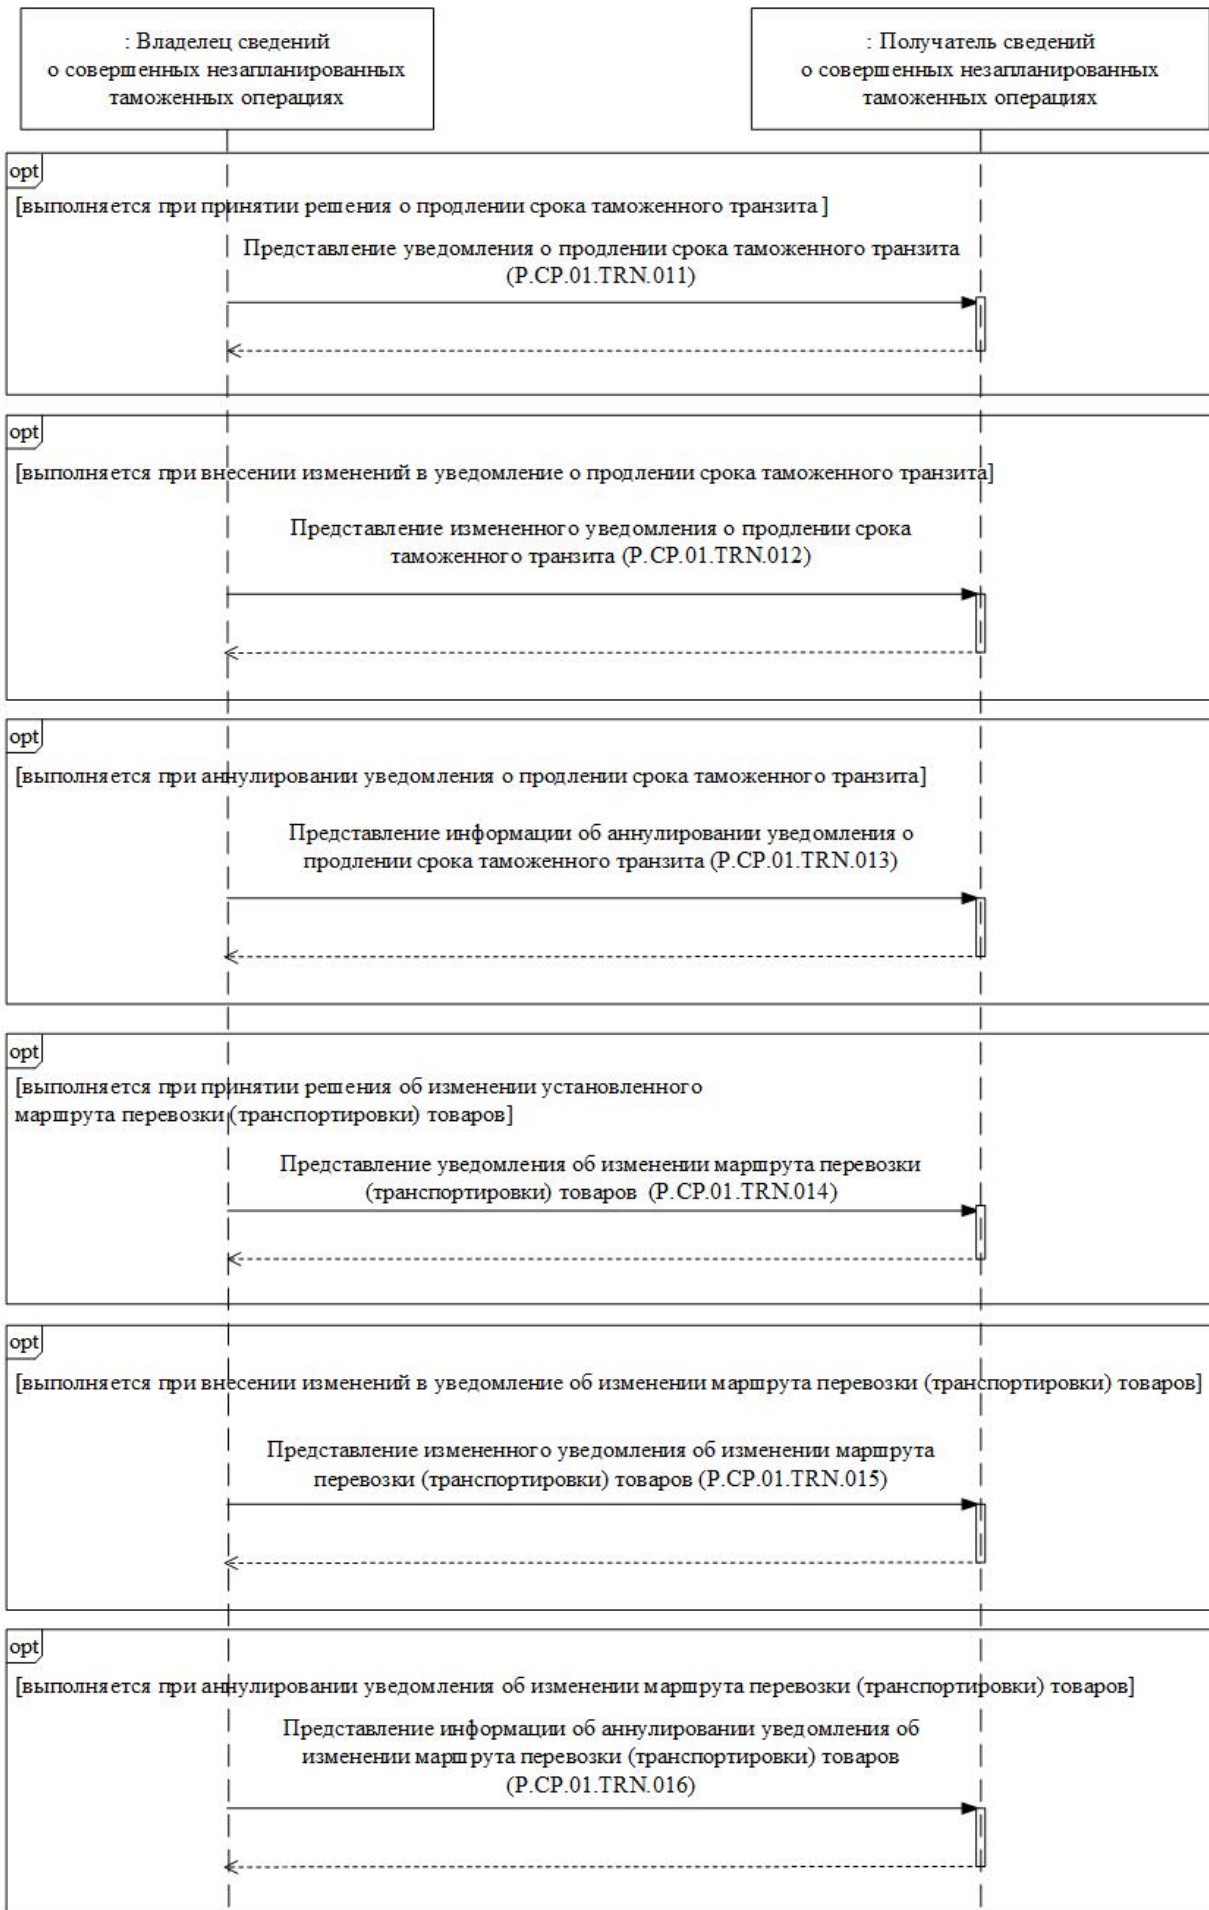 : Владелец сведений
о совершенных незапланированных
таможенных операциях
: Получатель сведений
о совершенных незапланированных
таможенных операциях
opt
[выполняется при принятии решения о продлении срока таможенного транзита ]
Представление уведомления о продлении срока таможенного транзита
(P.CP.01.TRN.011)
opt
[выполняется при внесении изменений в уведомление о продлении срока таможенного транзита]
Представление измененного уведомления о продлении срока
таможенного транзита (P.CP.01.TRN.012)
opt
[выполняется при аннулировании уведомления о продлении срока таможенного транзита]
Представление информации об аннулировании уведомления о
продлении срока таможенного транзита (P.CP.01.TRN.013)
opt
[выполняется при принятии решения об изменении установленного
маршрута перевозки (транспортировки) товаров]
Представление уведомления об изменении маршрута перевозки
(транспортировки) товаров (P.CP.01.TRN.014)
opt
[выполняется при внесении изменений в уведомление об изменении маршрута перевозки (транспортировки) товаров]
Представление измененного уведомления об изменении маршрута
перевозки (транспортировки) товаров (P.CP.01.TRN.015)
opt
[выполняется при аннулировании уведомления об изменении маршрута перевозки (транспортировки) товаров]
Представление информации об аннулировании уведомления об
изменении маршрута перевозки (транспортировки) товаров
(P.CP.01.TRN.016)